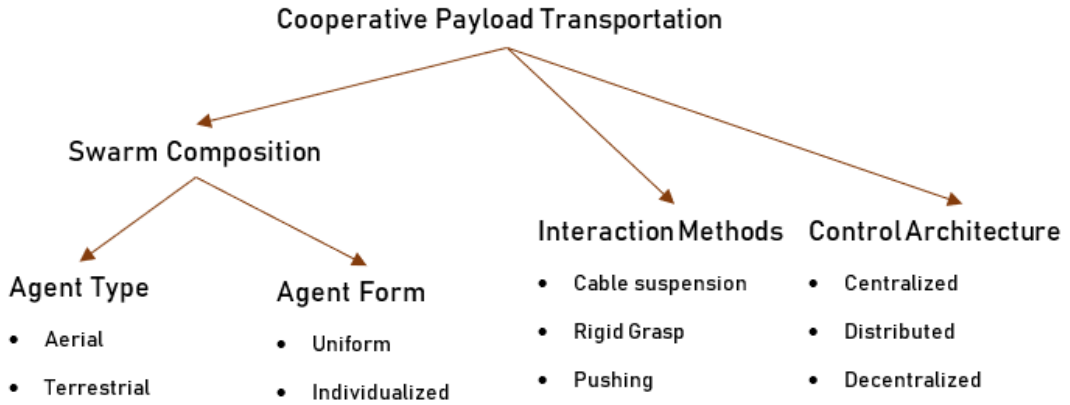 Cooperative Payload Transportation
Swarm Composition
Agent Type
• Aerial
• Terrestrial
Agent Form
• Uniform
• Individualized
Interaction Methods
• Cable suspension
• Rigid Grasp
• Pushing
Control Architecture
• Centralized
• Distributed
• Decentralized